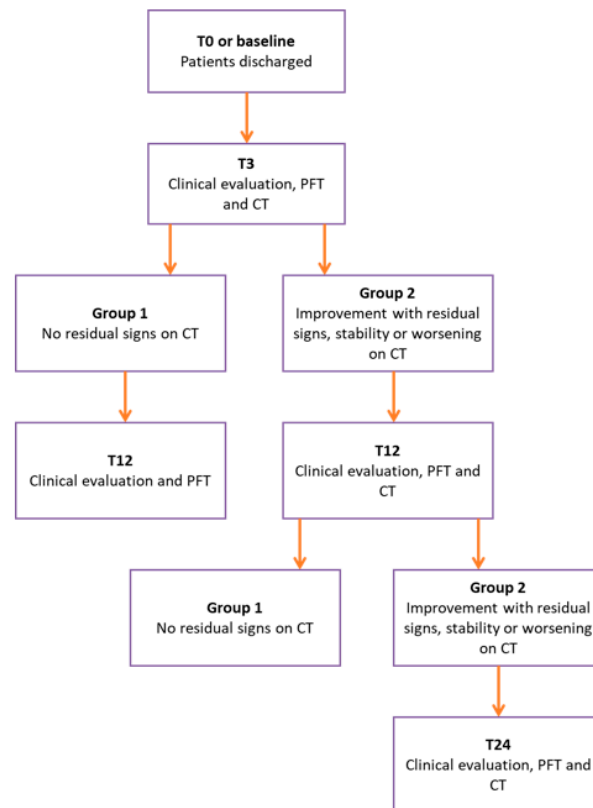 T0 or baseline
Patients discharged
T3
Clinical evaluation, PFT
and CT
Group 1
No residual signs on CT
Group 2
Improvement with residual
signs, stability or worsening
on CT
T12
Clinical evaluation and PFT
T12
Clinical evaluation, PFT and
CT
Group 1
No residual signs on CT
Group 2
Improvement with residual
signs, stability or worsening
on CT
T24
Clinical evaluation, PFT and
CT